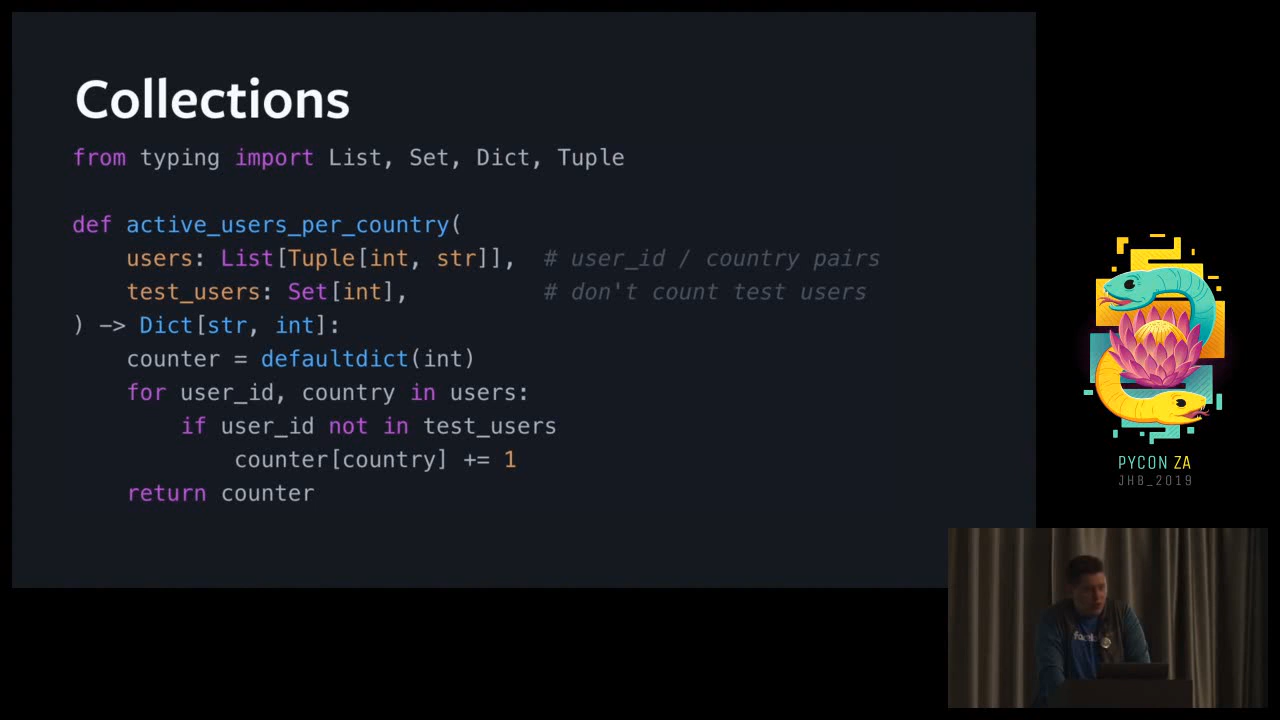 Collections
from typing import List, Set, Dict, Tuple
def active_users_per_country(
    users: List[Tuple[int, str]],  # user_id / country pairs
    test_users: Set[int],          # don't count test users
) -> Dict[str, int]:
    counter = defaultdict(int)
    for user_id, country in users:
        if user_id not in test_users
            counter[country] += 1
    return counter
PYCON ZA
JHB_2019